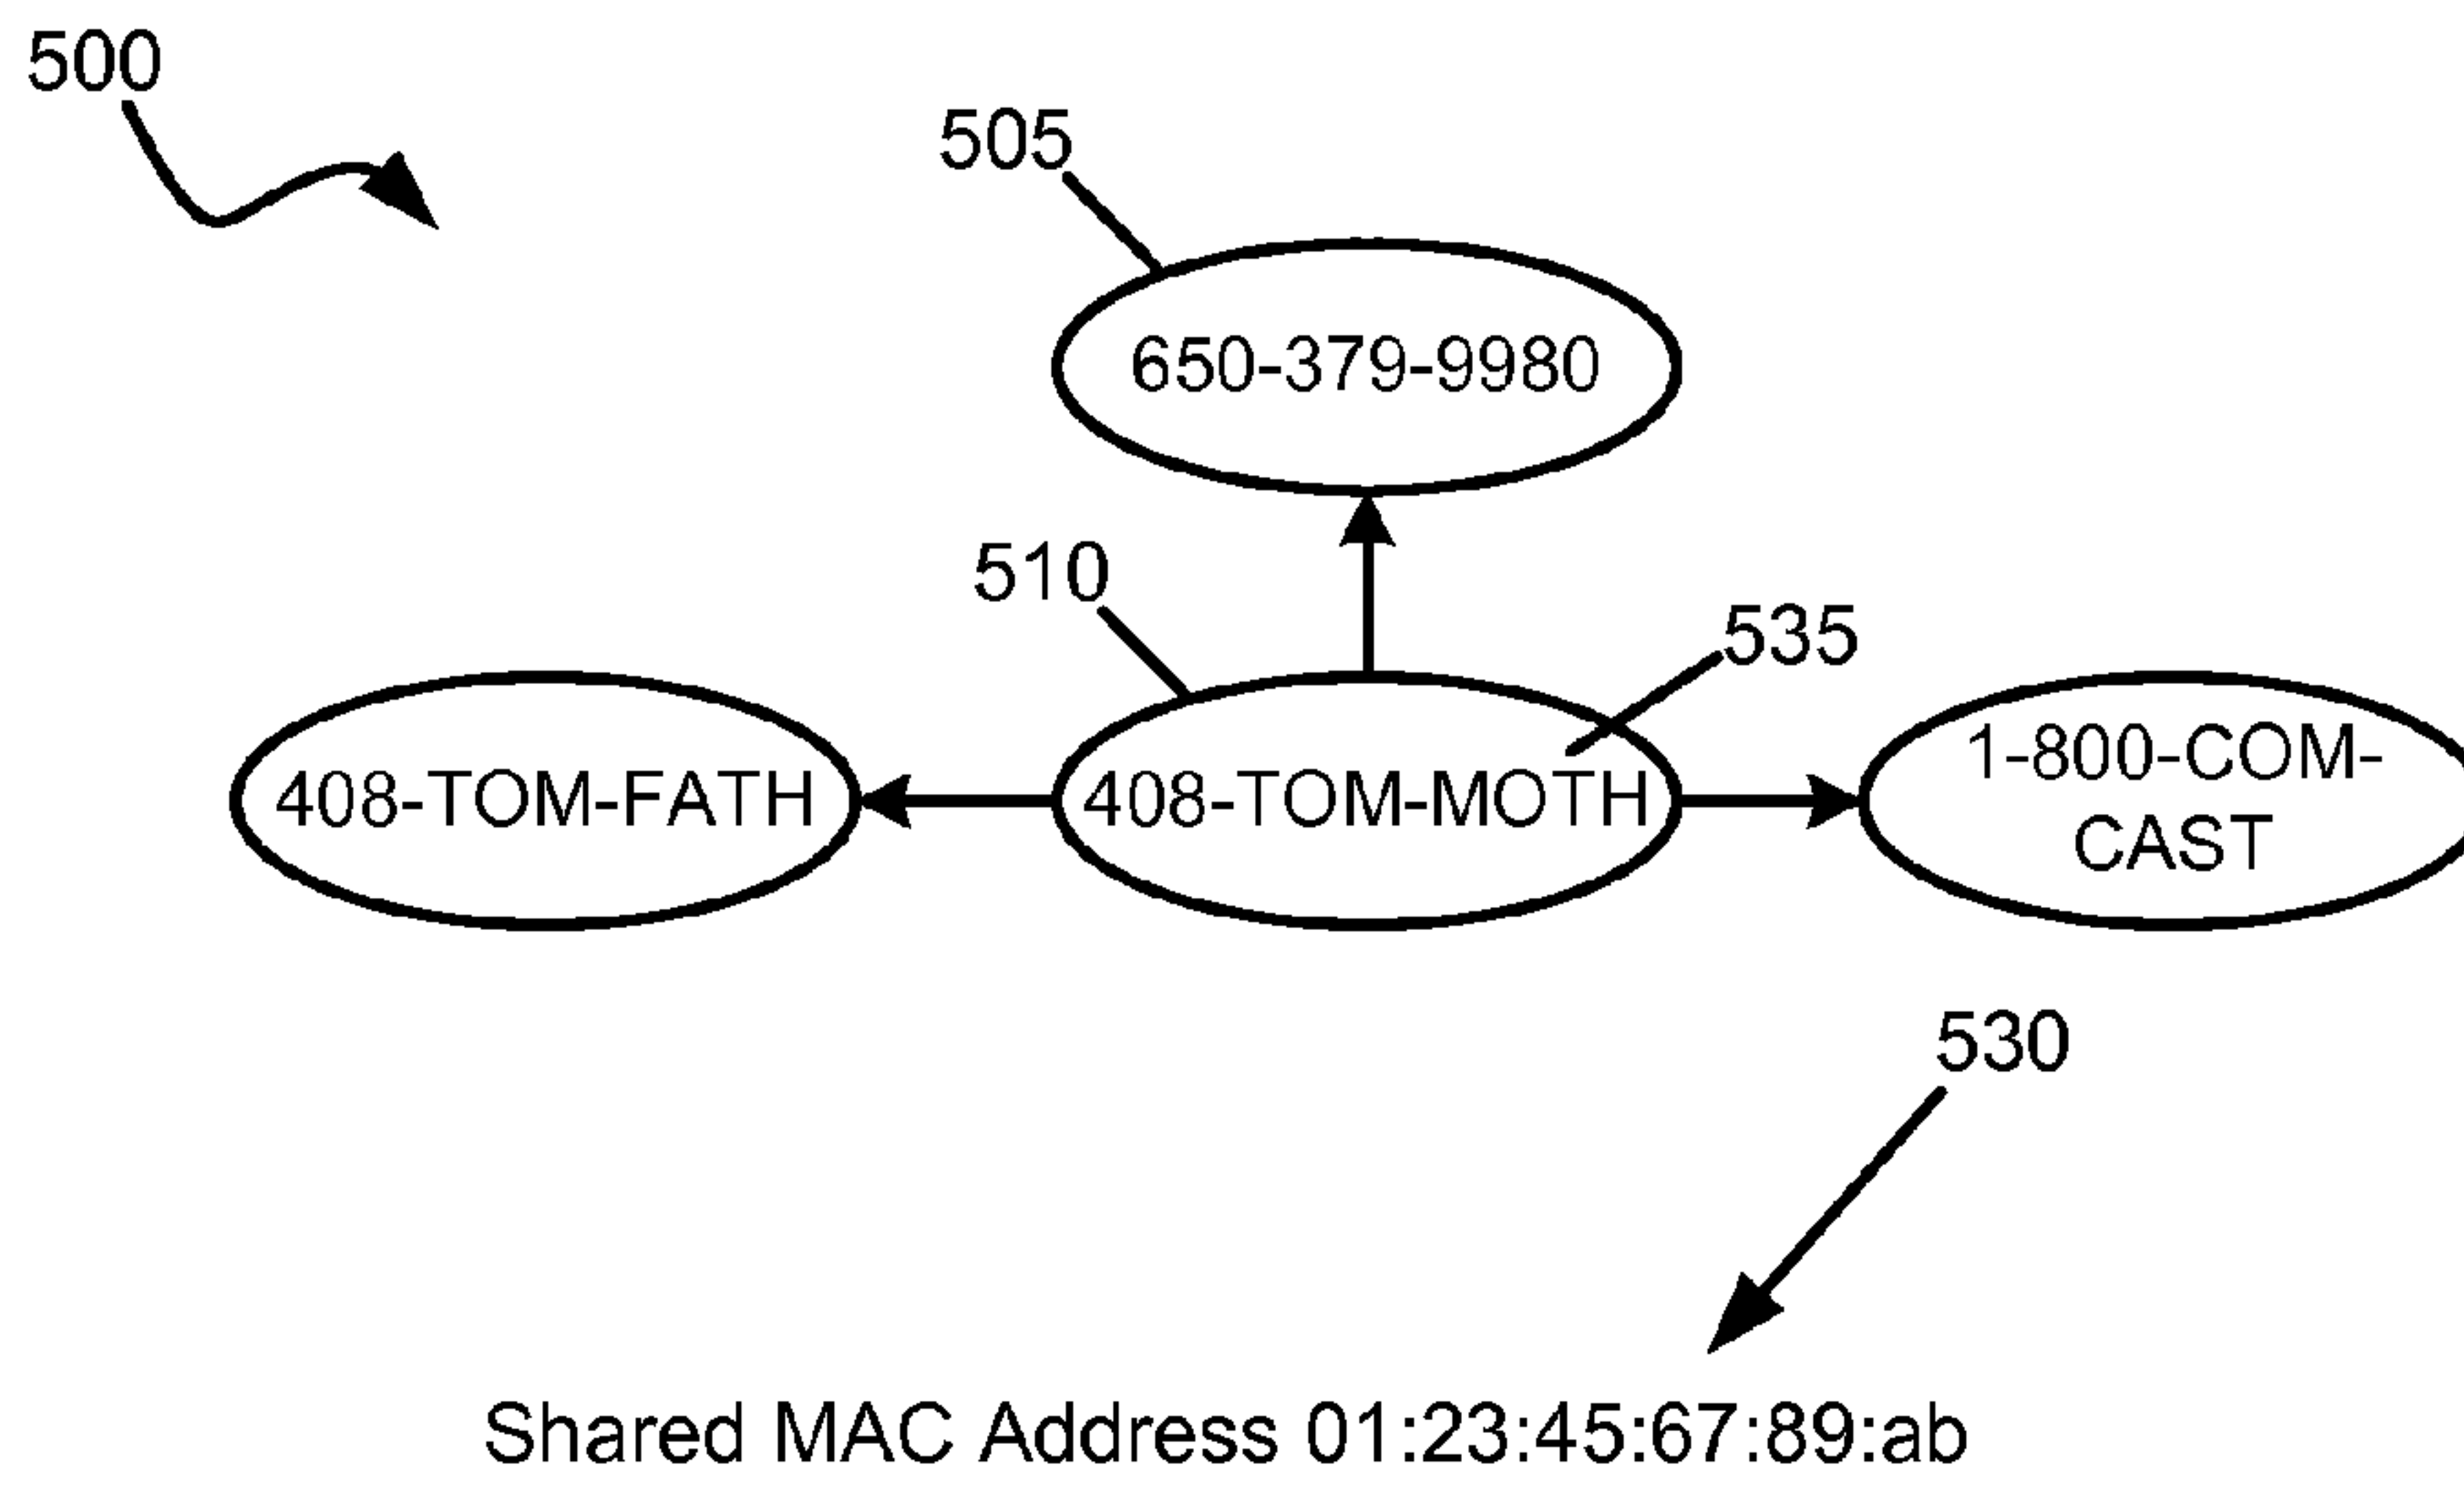 500
505
650-379-9980
510
535
408-TOM-FATH
408-TOM-MOTH
1-800-COM-
CAST
530
Shared MAC Address 01:23:45:67:89:ab